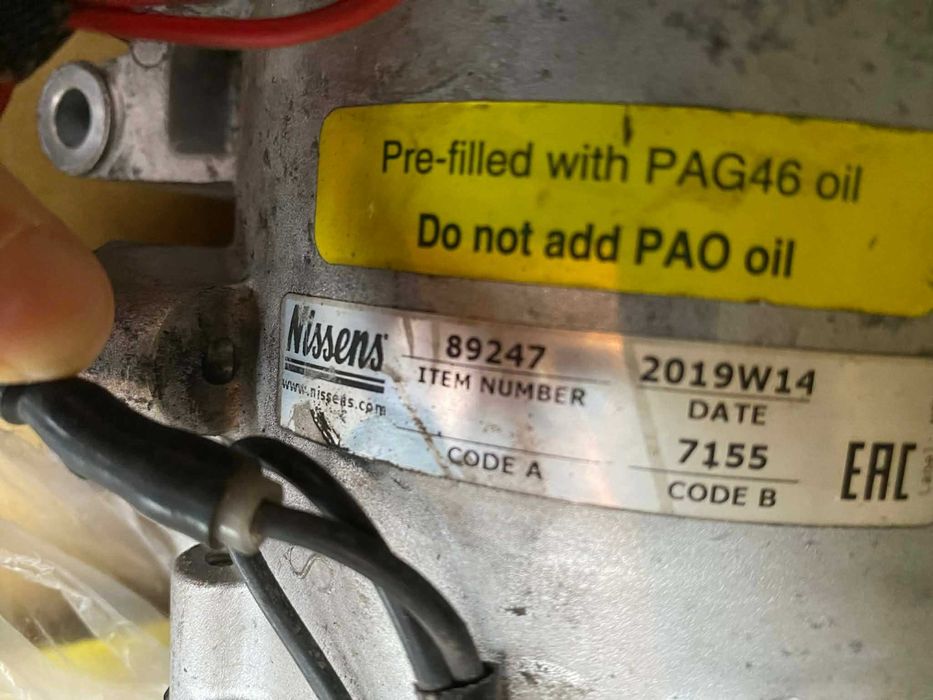 Pre-filled with PAG46 oil
Do not add PAO oil
Nissens
www.nissens.com
89247
ITEM NUMBER
2019W14
DATE
CODE A
7155
CODE B
EAC